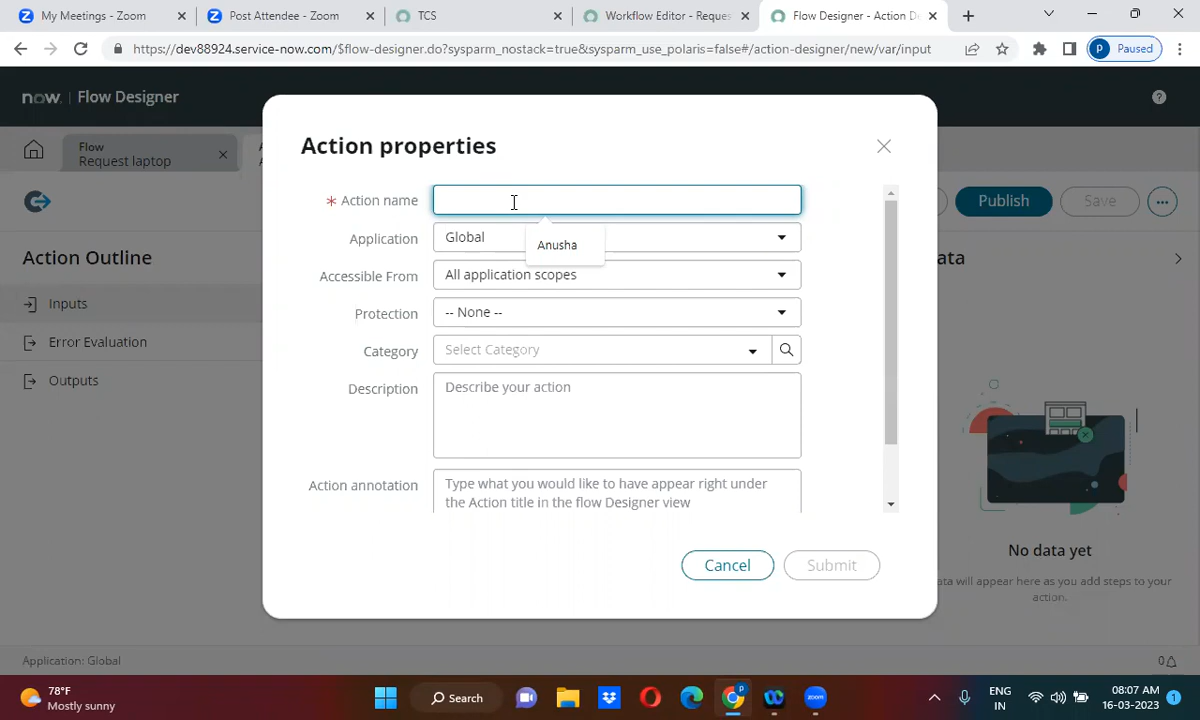 My Meetings - Zoom
Post Attendee - Zoom
TCS
Workflow Editor - Reques
Flow Designer - Action De
https://dev88924.service-now.com/$flow-designer.do?sysparm_nostack=true&sysparm_use_polaris=false#/action-designer/new/var/input
P
Paused
now. | Flow Designer
Flow
Request laptop
Publish
Save
Action Outline
Inputs
Error Evaluation
Outputs
Action properties
* Action name
Anusha
Application
Global
Accessible From
All application scopes
Protection
-- None --
Category
Select Category
Description
Describe your action
Action annotation
Type what you would like to have appear right under
the Action title in the flow Designer view
Cancel
Submit
ata
No data yet
ata will appear here as you add steps to your
action.
Application: Global
0
78°F
Mostly sunny
Search
P
zoom
ENG
IN
08:07 AM
16-03-2023
1